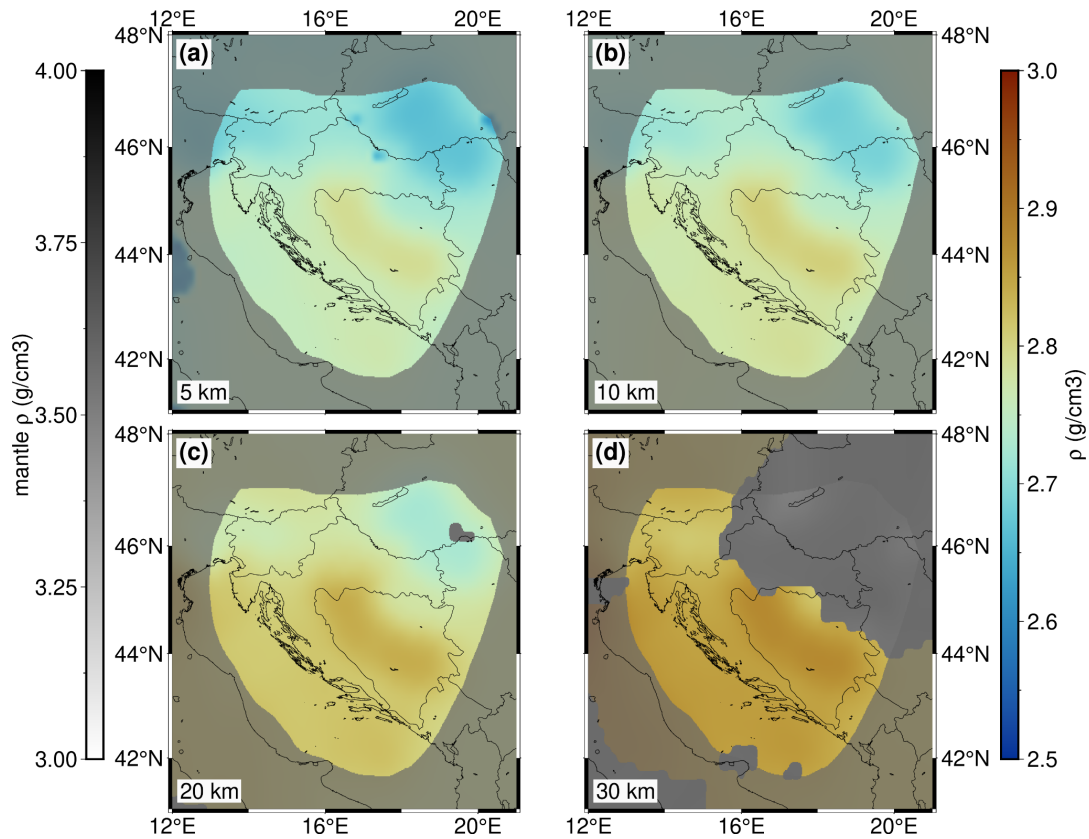 12°E 16°E 20°E 12°E 16°E 20°E
48°N (a) (b) 48°N
4.00 3.0
46°N 46°N
3.75 2.9
44°N 44°N
42°N 42°N
5 km 10 km
mantle ρ (g/cm3) 3.50 2.8 ρ (g/cm3)
48°N (c) (d) 48°N
2.7
46°N 46°N
3.25 2.6
44°N 44°N
3.00 2.5
42°N 42°N
20 km 30 km
12°E 16°E 20°E 12°E 16°E 20°E